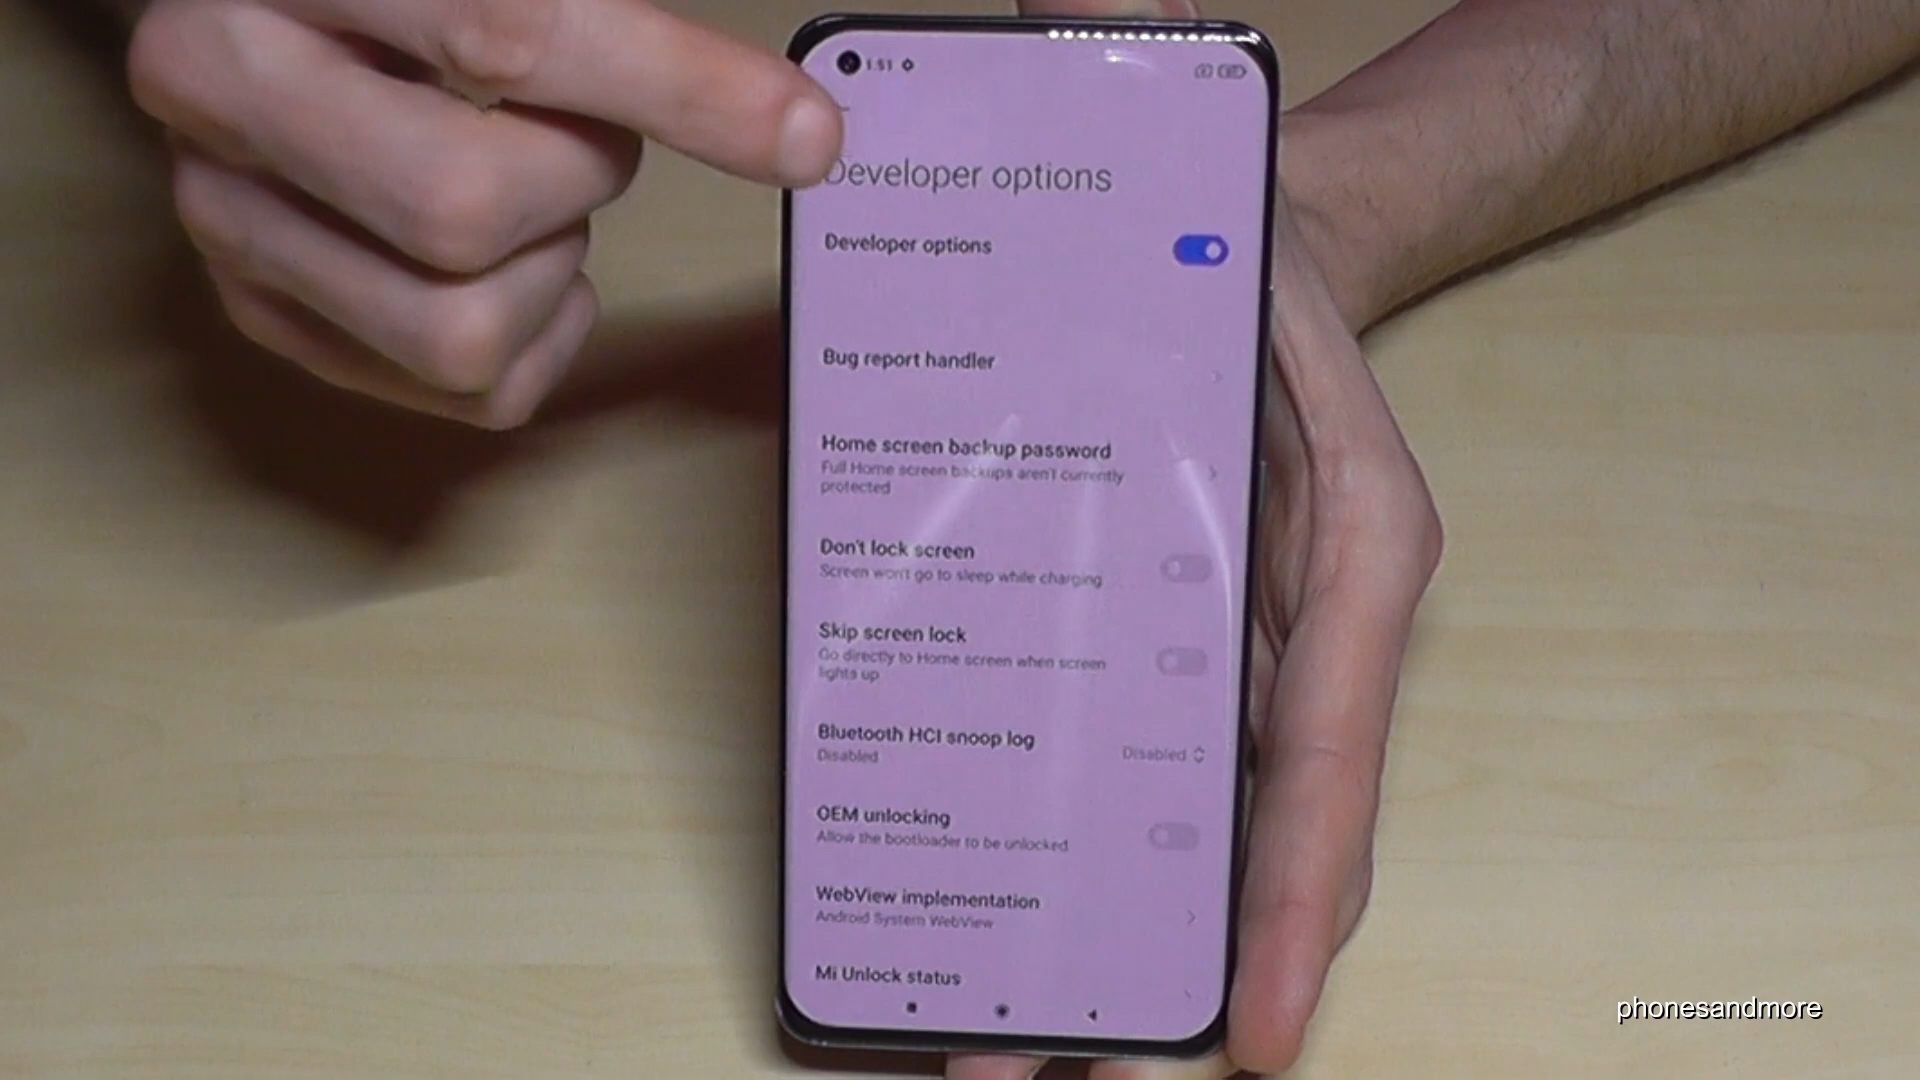 1:51
Developer options
Developer options
Bug report handler
Home screen backup password
Full Home screen backups aren't currently
protected
Don't lock screen
Screen won't go to sleep while charging
Skip screen lock
Go directly to Home screen when screen
lights up
Bluetooth HCI snoop log
Disabled
Disabled
OEM unlocking
Allow the bootloader to be unlocked
WebView implementation
Android System WebView
Mi Unlock status
phonesandmore